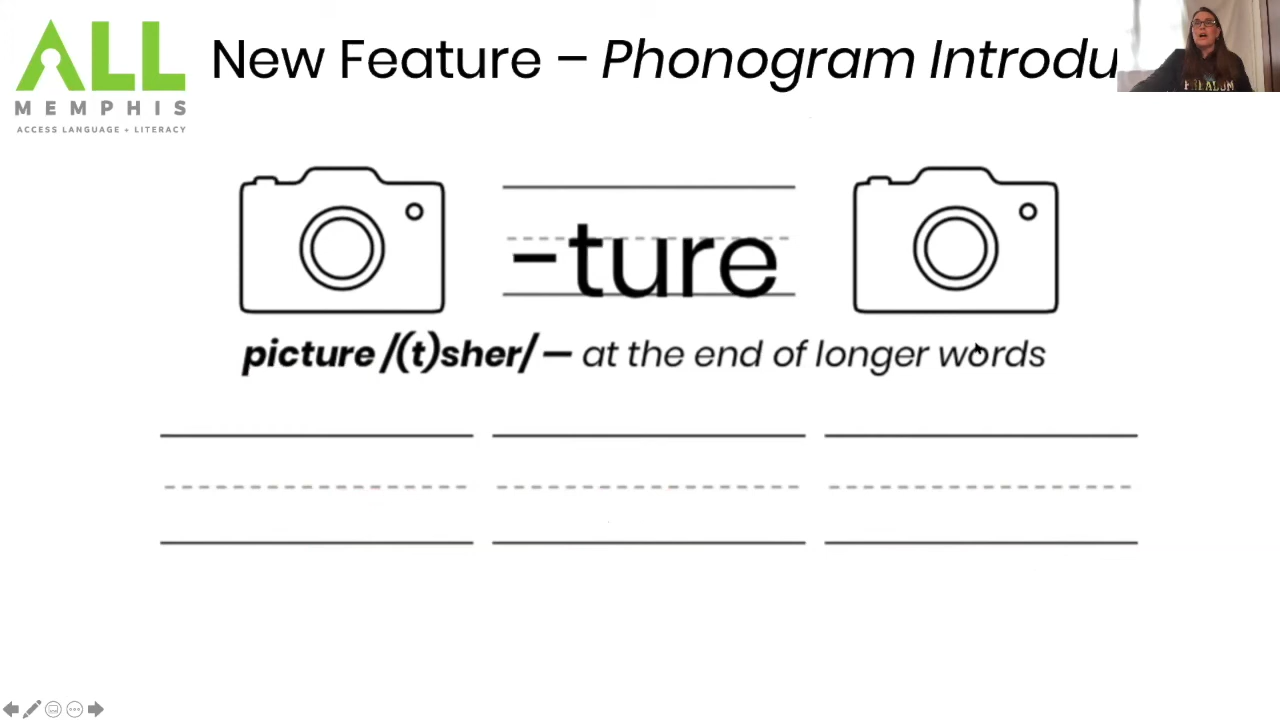 ALL
MEMPHIS
ACCESS LANGUAGE + LITERACY
New Feature – Phonogram Introdu
-ture
picture /(t)sher/ — at the end of longer words